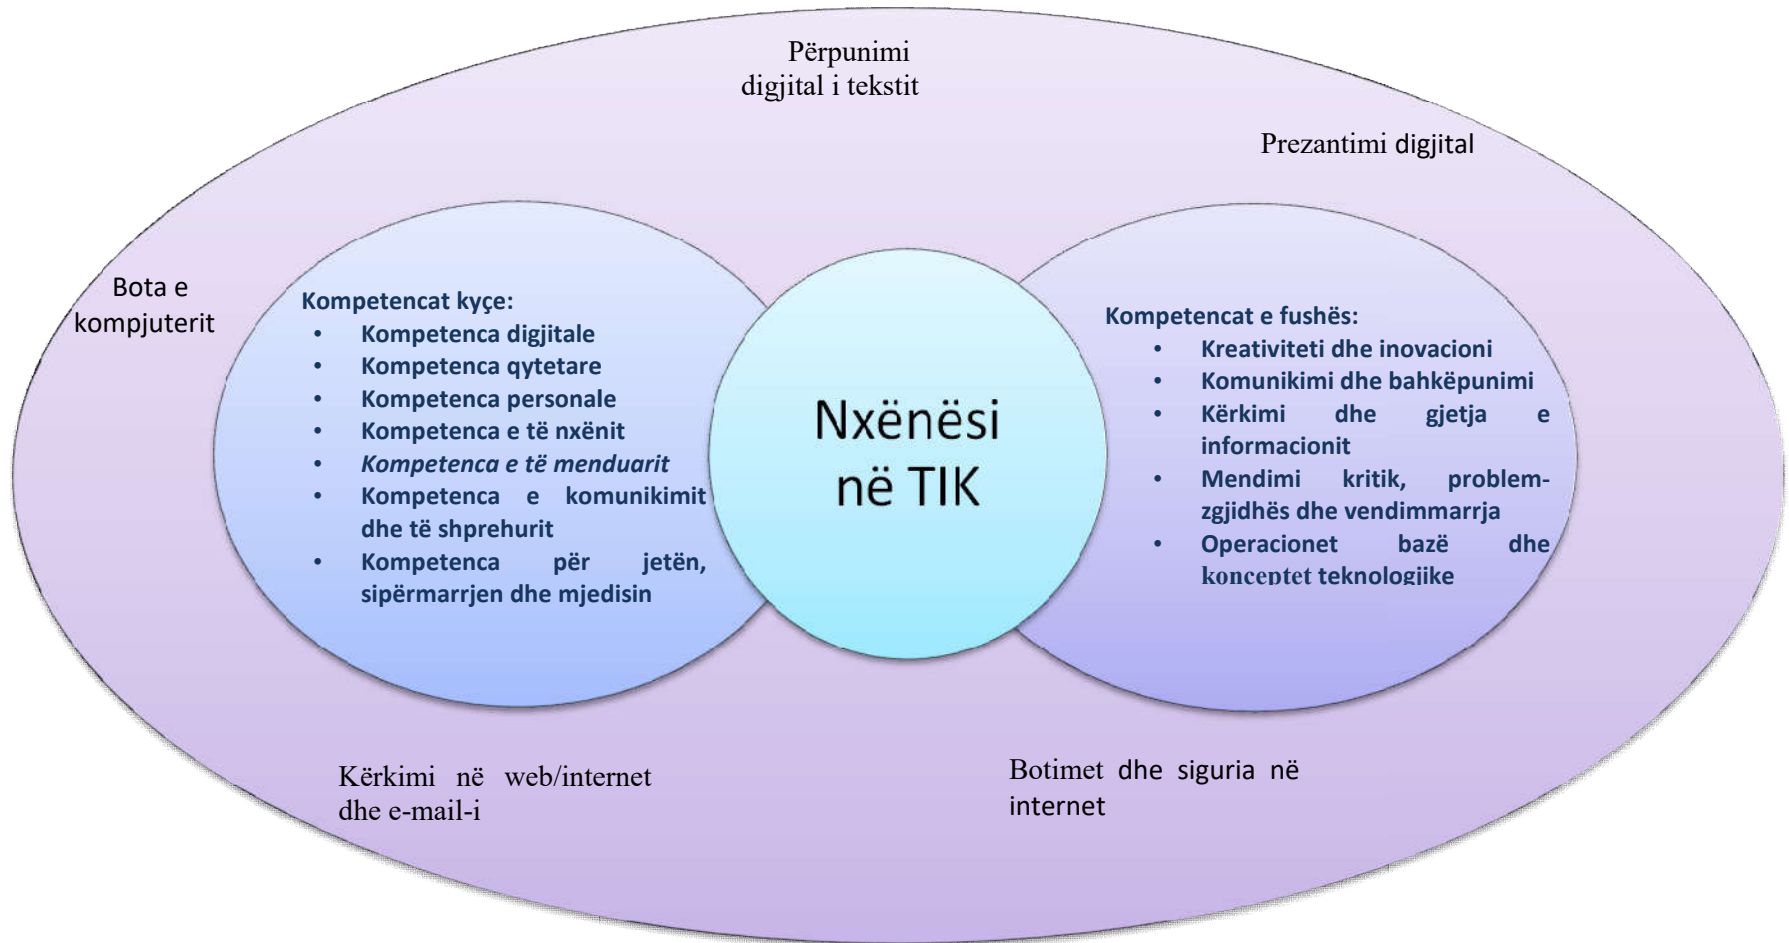 Përpunimi
digjital i tekstit
Prezantimi digjital
Bota e
kompjuterit
Kompetencat kyçe:
• Kompetenca digjitale
• Kompetenca qytetare
• Kompetenca personale
• Kompetenca e të nxënit
• Kompetenca e të menduarit
• Kompetenca e komunikimit
dhe të shprehurit
• Kompetenca për jetën,
sipërmarrjen dhe mjedisin
Nxënësi
në TIK
Kompetencat e fushës:
• Kreativiteti dhe inovacioni
• Komunikimi dhe bahkëpunimi
• Kërkimi dhe gjetja e
informacionit
• Mendimi kritik, problem-
zgjidhës dhe vendimmarrja
• Operacionet bazë dhe
konceptet teknologjike
Kërkimi në web/internet
dhe e-mail-i
Botimet dhe siguria në
internet